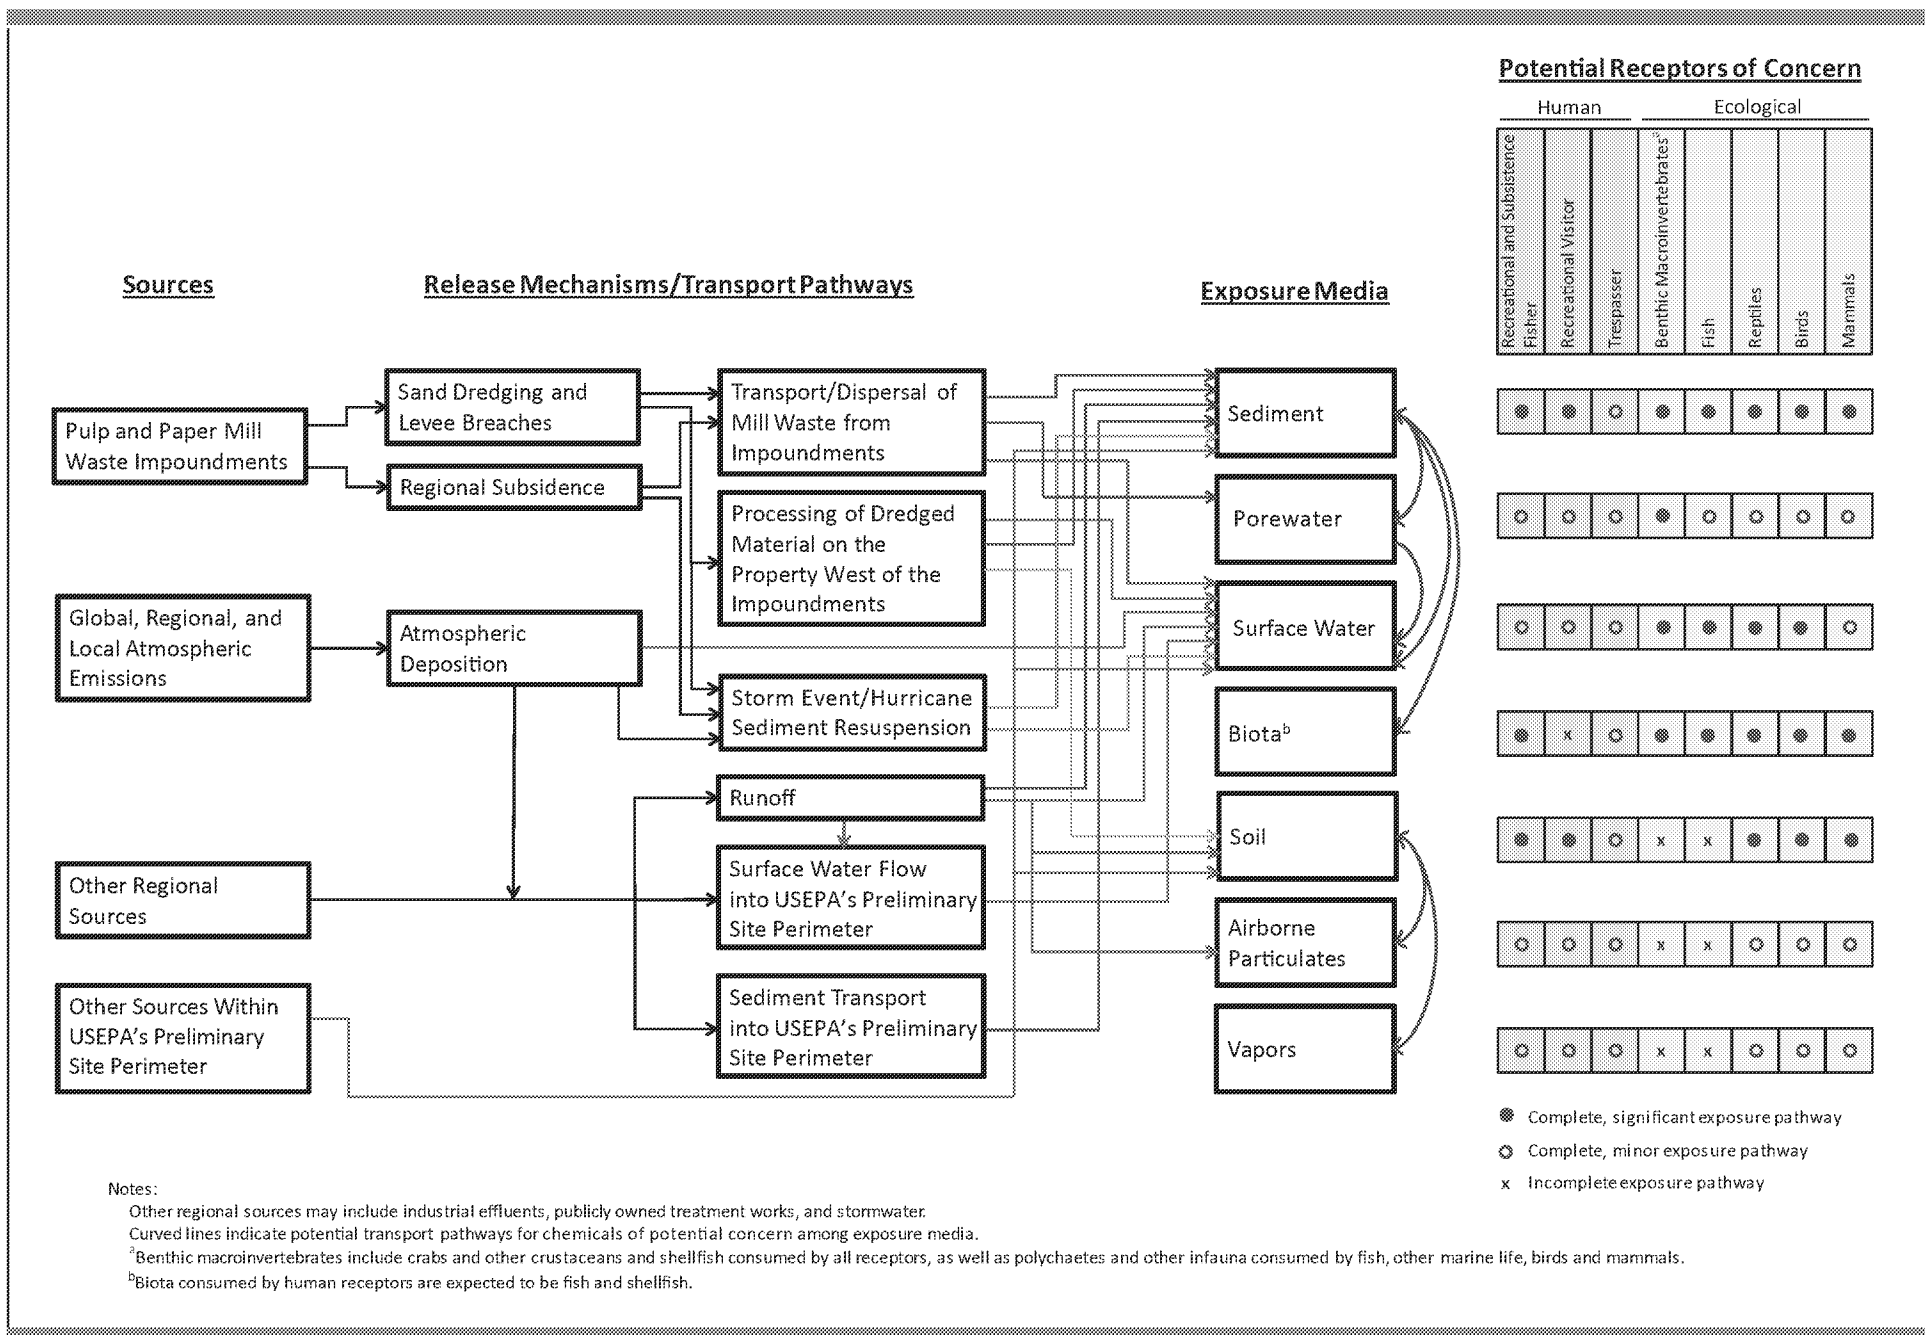 Potential Receptors of Concern
Human
Ecological
Recreational and Subsistence
Fisher
Recreational Visitor
Trespasser
Benthic Macroinvertebratesª
Fish
Reptiles
Birds
Mammals
Sources
Release Mechanisms/Transport Pathways
Exposure Media
Pulp and Paper Mill
Waste Impoundments
Global, Regional, and
Local Atmospheric
Emissions
Other Regional
Sources
Other Sources Within
USEPA's Preliminary
Site Perimeter
Sand Dredging and
Levee Breaches
Regional Subsidence
Atmospheric
Deposition
Transport/Dispersal of
Mill Waste from
Impoundments
Processing of Dredged
Material on the
Property West of the
Impoundments
Storm Event/Hurricane
Sediment Resuspension
Runoff
Surface Water Flow
into USEPA's Preliminary
Site Perimeter
Sediment Transport
into USEPA's Preliminary
Site Perimeter
Sediment
Porewater
Surface Water
Biotaᵇ
x
Soil
x x
Airborne
Particulates
x x
Vapors
x x
Complete, significant exposure pathway
Complete, minor exposure pathway
x Incomplete exposure pathway
Notes:
Other regional sources may include industrial effluents, publicly owned treatment works, and stormwater.
Curved lines indicate potential transport pathways for chemicals of potential concern among exposure media.
ªBenthic macroinvertebrates include crabs and other crustaceans and shellfish consumed by all receptors, as well as polychaetes and other infauna consumed by fish, other marine life, birds and mammals.
ᵇBiota consumed by human receptors are expected to be fish and shellfish.